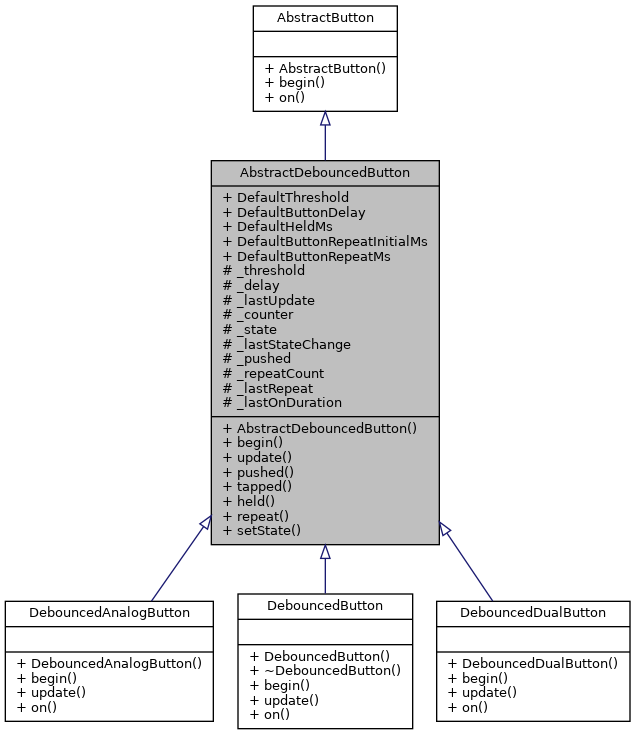 AbstractButton
+ AbstractButton()
+ begin()
+ on()
AbstractDebouncedButton
+ DefaultThreshold
+ DefaultButtonDelay
+ DefaultHeldMs
+ DefaultButtonRepeatInitialMs
+ DefaultButtonRepeatMs
# _threshold
# _delay
# _lastUpdate
# _counter
# _state
# _lastStateChange
# _pushed
# _repeatCount
# _lastRepeat
# _lastOnDuration
+ AbstractDebouncedButton()
+ begin()
+ update()
+ pushed()
+ tapped()
+ held()
+ repeat()
+ setState()
DebouncedAnalogButton
+ DebouncedAnalogButton()
+ begin()
+ update()
+ on()
DebouncedButton
+ DebouncedButton()
+ ~DebouncedButton()
+ begin()
+ update()
+ on()
DebouncedDualButton
+ DebouncedDualButton()
+ begin()
+ update()
+ on()